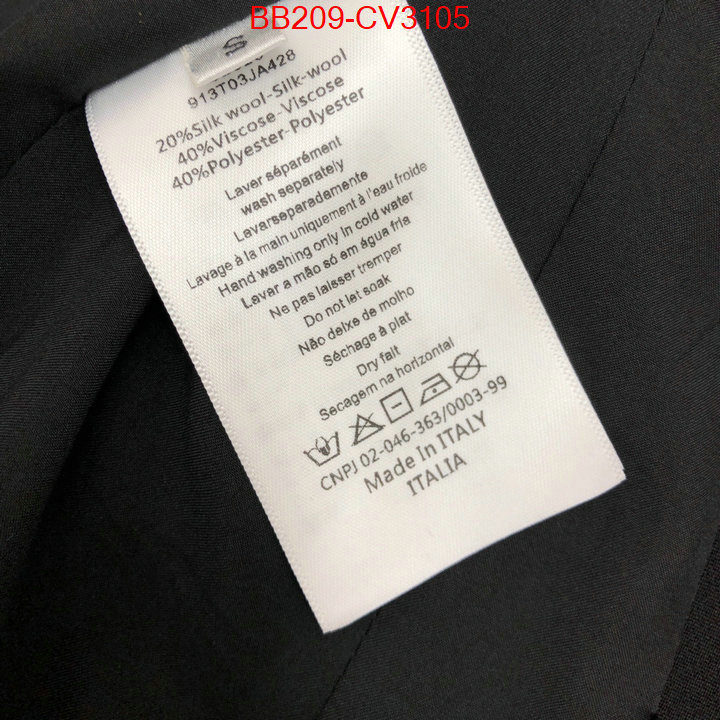 BB209-CV3105
S
913T03JA428
20%Silk wool-Silk-wool
40%Viscose-Viscose
40%Polyester-Polyester
Laver séparément
wash separately
Lavarseparadamente
Lavage à la main uniquement à l'eau froide
Hand washing only in cold water
Lavar a mão só em água fria
Ne pas laisser tremper
Do not let soak
Não deixe de molho
Séchage à plat
Dry falt
Secagem na horizontal
CNPJ 02-046-363/0003-99
Made In ITALY
ITALIA